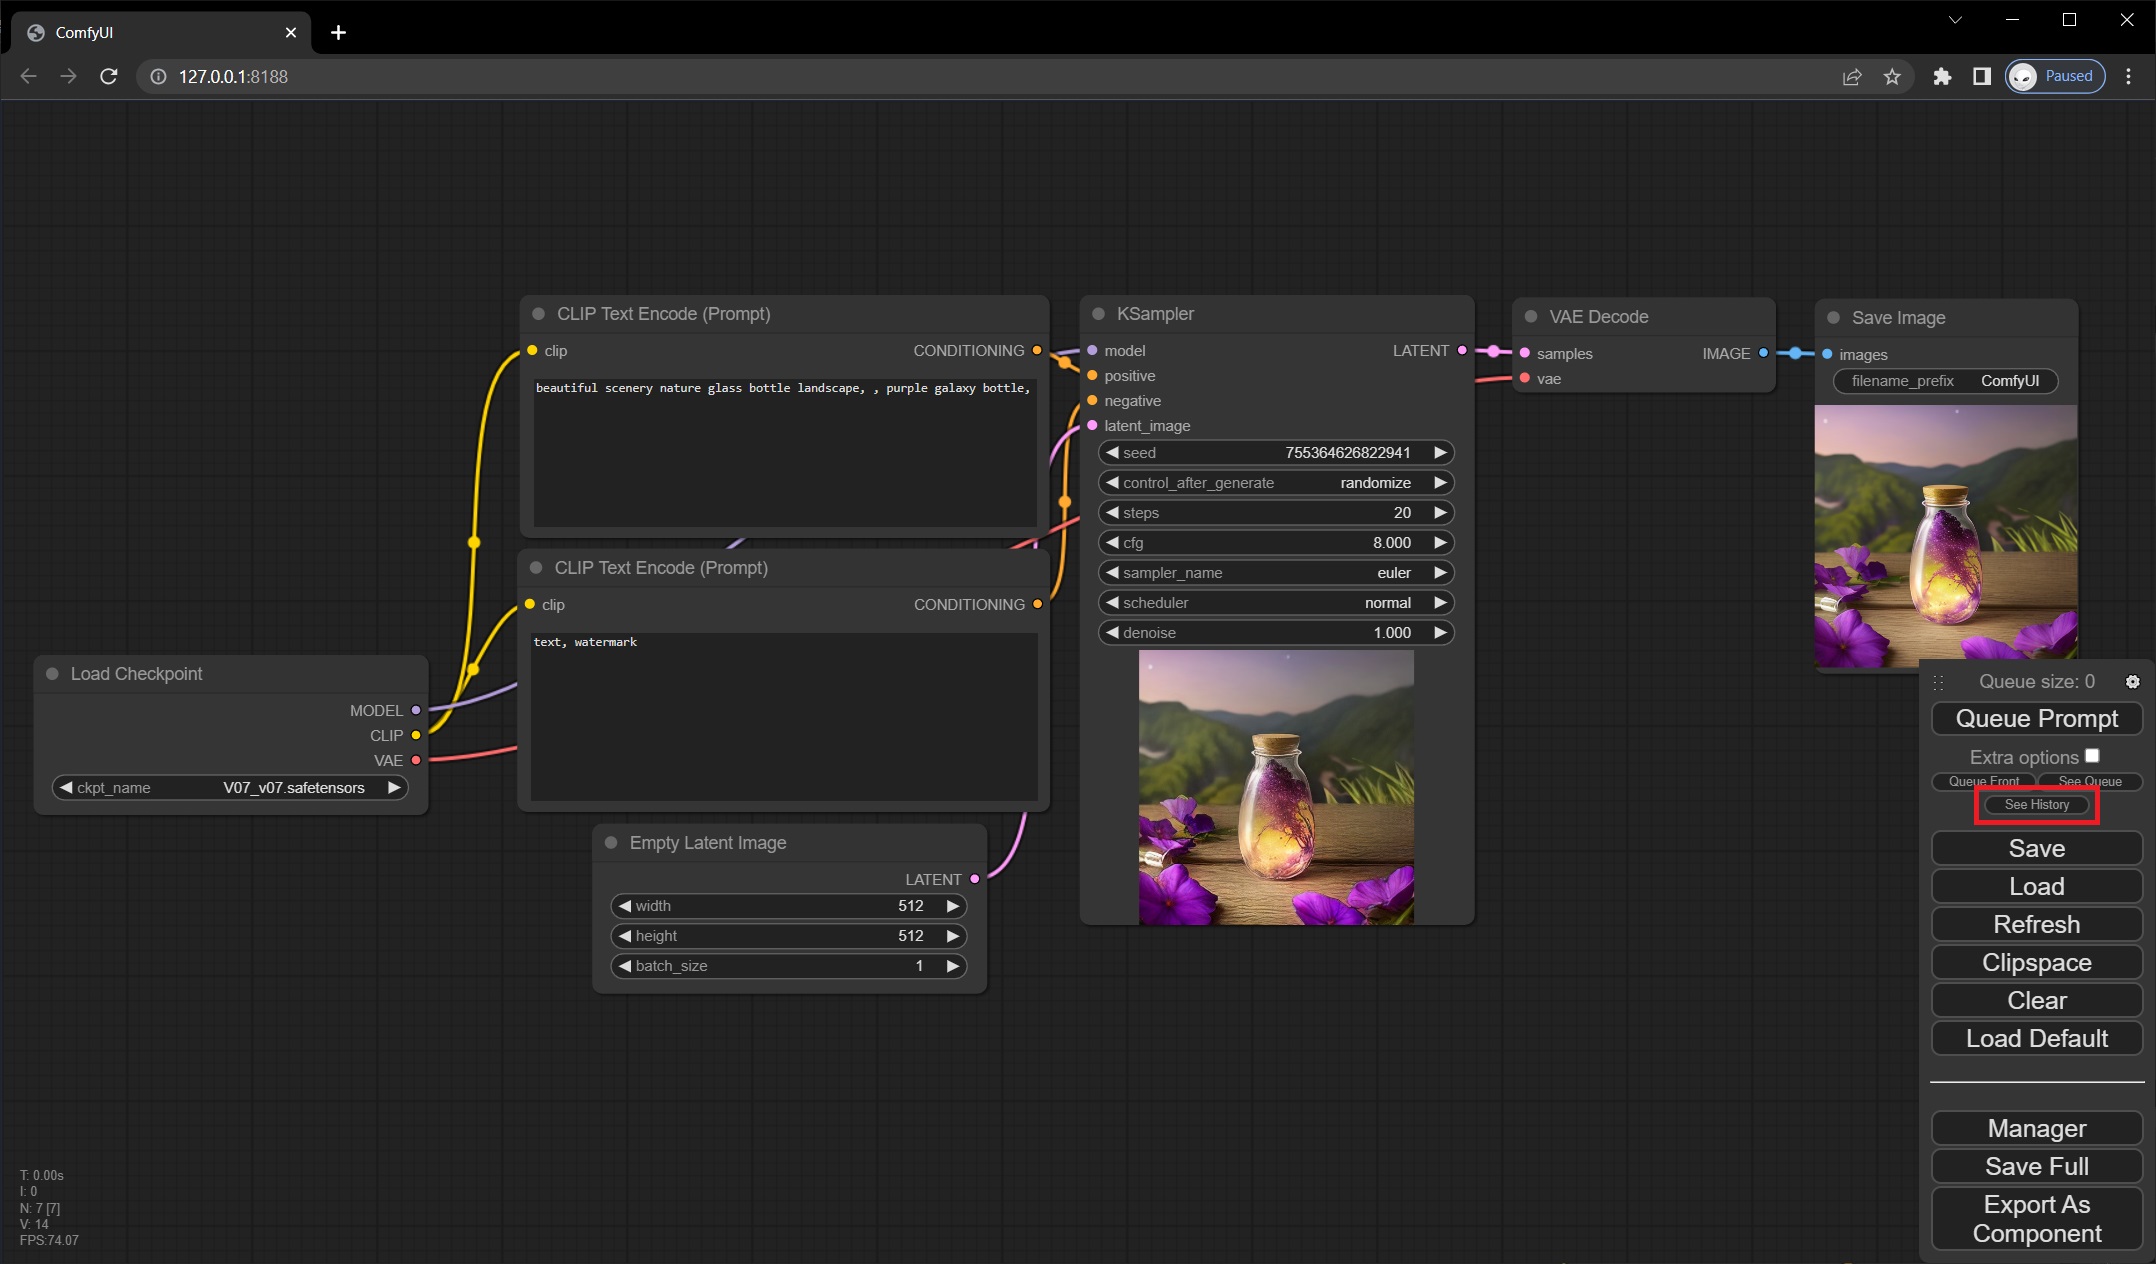 ComfyUI
127.0.0.1:8188
Paused
CLIP Text Encode (Prompt)
clip
CONDITIONING
beautiful scenery nature glass bottle landscape, , purple galaxy bottle,
CLIP Text Encode (Prompt)
clip
CONDITIONING
text, watermark
Load Checkpoint
MODEL
CLIP
VAE
ckpt_name V07_v07.safetensors
Empty Latent Image
LATENT
width 512
height 512
batch_size 1
KSampler
model LATENT
positive
negative
latent_image
seed 755364626822941
control_after_generate randomize
steps 20
cfg 8.000
sampler_name euler
scheduler normal
denoise 1.000
VAE Decode
samples IMAGE
vae
Save Image
images
filename_prefix ComfyUI
Queue size: 0
Queue Prompt
Extra options
Queue Front See Queue
See History
Save
Load
Refresh
Clipspace
Clear
Load Default
Manager
Save Full
Export As
Component
T: 0.00s
I: 0
N: 7 [7]
V: 14
FPS:74.07